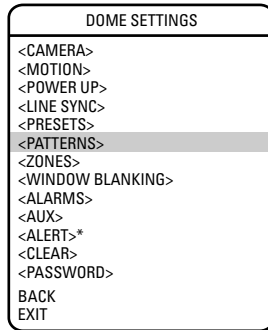 DOME SETTINGS
<CAMERA>
<MOTION>
<POWER UP>
<LINE SYNC>
<PRESETS>
<PATTERNS>
<ZONES>
<WINDOW BLANKING>
<ALARMS>
<AUX>
<ALERT>*
<CLEAR>
<PASSWORD>
BACK
EXIT